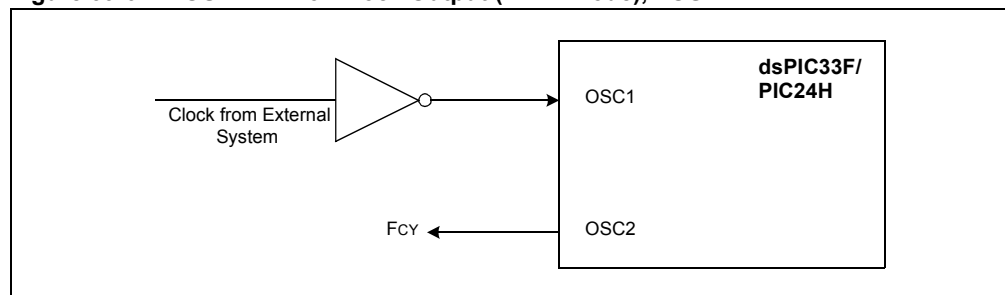 Clock from External
System
OSC1
dsPIC33F/
PIC24H
FCY
OSC2